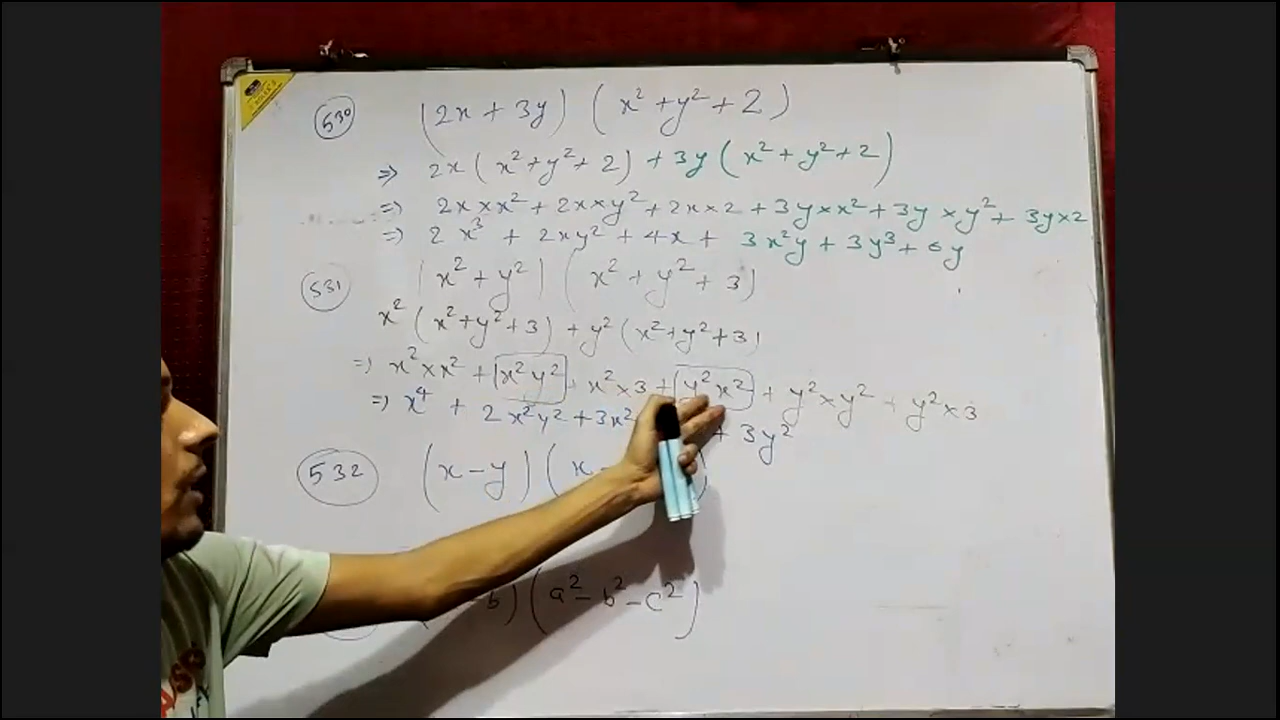 530 (2x + 3y) (x² + y² + 2)
⇒ 2x (x² + y² + 2) + 3y (x² + y² + 2)
⇒ 2x × x² + 2x × y² + 2x × 2 + 3y × x² + 3y × y² + 3y × 2
⇒ 2x³ + 2xy² + 4x + 3x²y + 3y³ + 6y
531 (x² + y²) (x² + y² + 3)
x² (x² + y² + 3) + y² (x² + y² + 3)
⇒ x² × x² + x²y² + x² × 3 + y²x² + y² × y² + y² × 3
⇒ x⁴ + 2x²y² + 3x² + 3y²
532 (x - y) (x -
b) (a² - b² - c²)